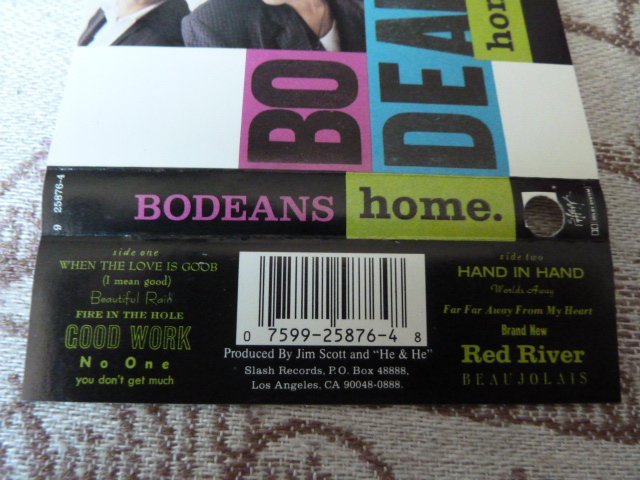 BO
DEAN
hom
9 25876-4
BODEANS home.
side one
WHEN THE LOVE IS GOOD
(I mean good)
Beautiful Rain
FIRE IN THE HOLE
GOOD WORK
No One
you don't get much
0 7599-25876-4 8
Produced By Jim Scott and "He & He"
Slash Records, P.O. Box 48888,
Los Angeles, CA 90048-0888.
side two
HAND IN HAND
Worlds Away
Far Far Away From My Heart
Brand New
Red River
BEAUJOLAIS